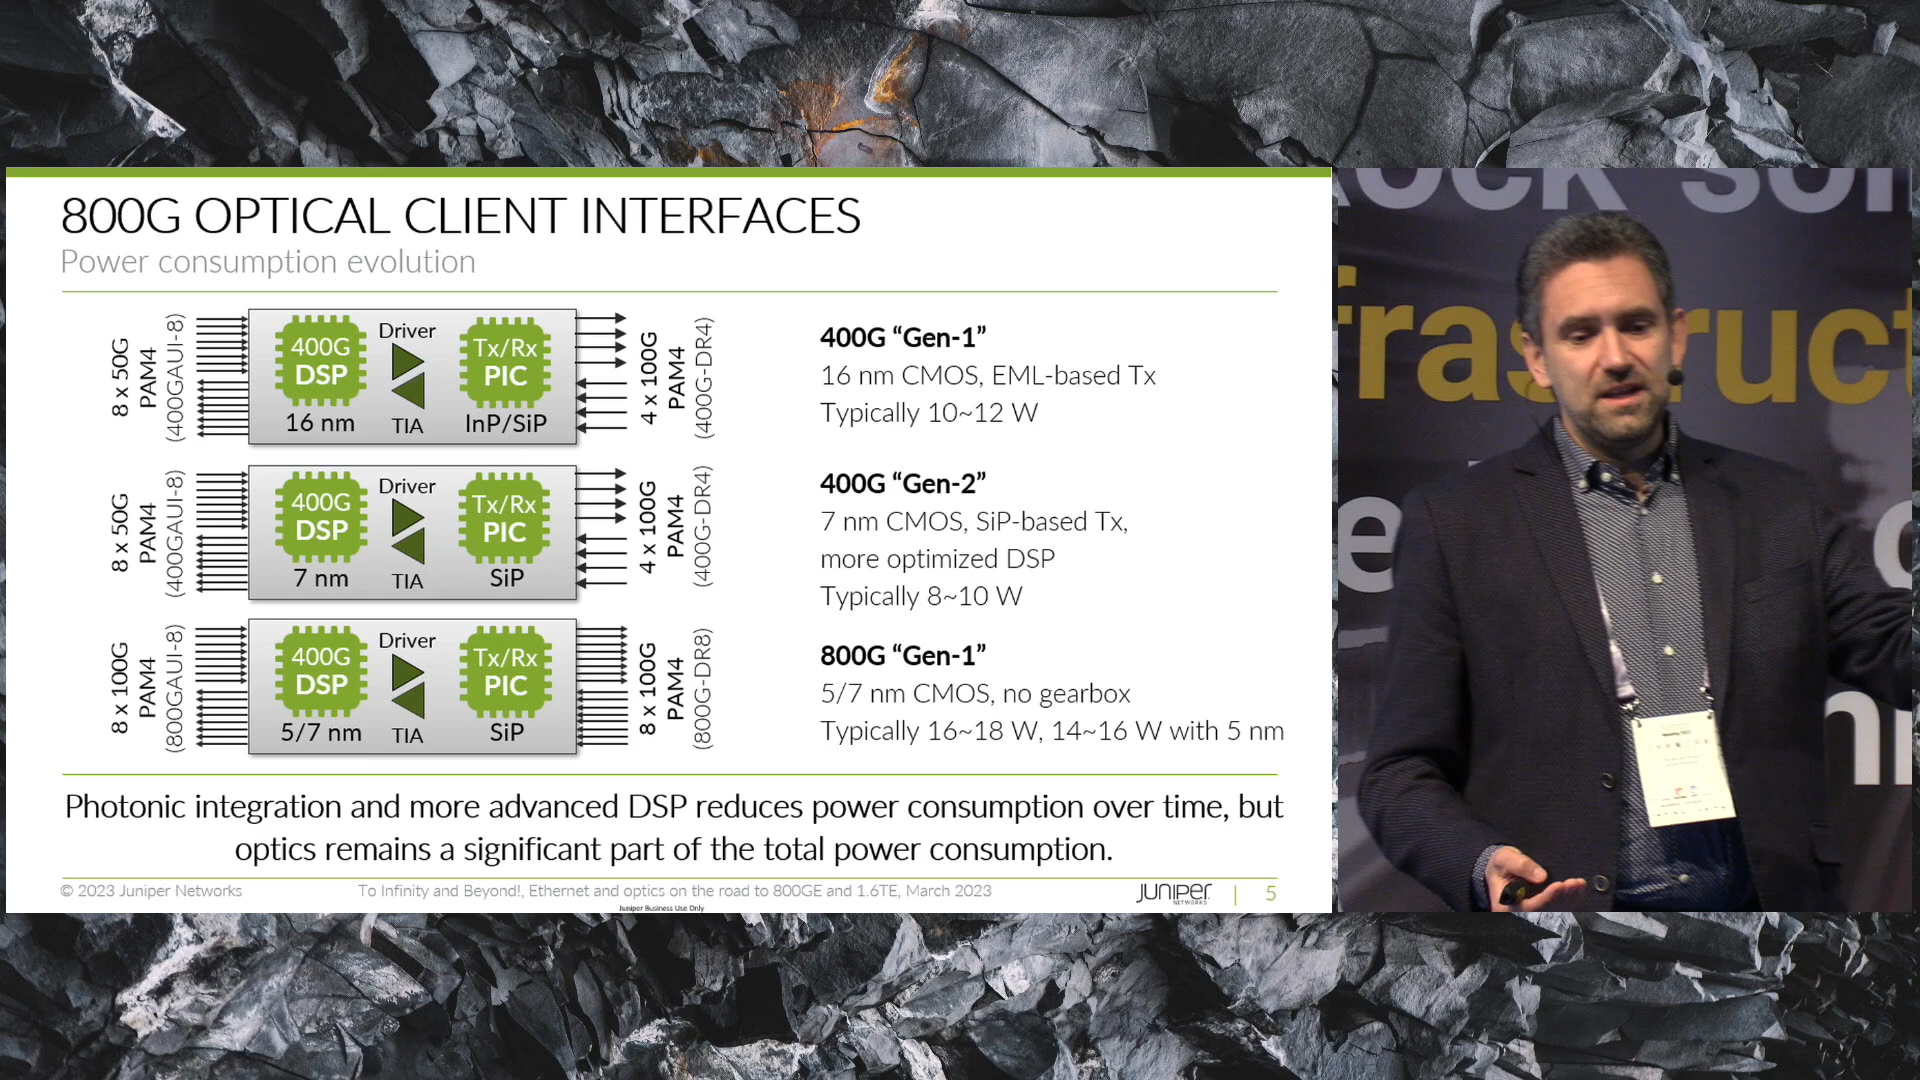 800G OPTICAL CLIENT INTERFACES
Power consumption evolution
8 x 50G
PAM4
(400GAUI-8)
400G
DSP
16 nm
Driver
TIA
Tx/Rx
PIC
InP/SiP
4 x 100G
PAM4
(400G-DR4)
400G “Gen-1”
16 nm CMOS, EML-based Tx
Typically 10~12 W
8 x 50G
PAM4
(400GAUI-8)
400G
DSP
7 nm
Driver
TIA
Tx/Rx
PIC
SiP
4 x 100G
PAM4
(400G-DR4)
400G “Gen-2”
7 nm CMOS, SiP-based Tx,
more optimized DSP
Typically 8~10 W
8 x 100G
PAM4
(800GAUI-8)
400G
DSP
5/7 nm
Driver
TIA
Tx/Rx
PIC
SiP
8 x 100G
PAM4
(800G-DR8)
800G “Gen-1”
5/7 nm CMOS, no gearbox
Typically 16~18 W, 14~16 W with 5 nm
Photonic integration and more advanced DSP reduces power consumption over time, but
optics remains a significant part of the total power consumption.
© 2023 Juniper Networks
To Infinity and Beyond!, Ethernet and optics on the road to 800GE and 1.6TE, March 2023
Juniper Business Use Only
JUNIPER
NETWORKS
| 5